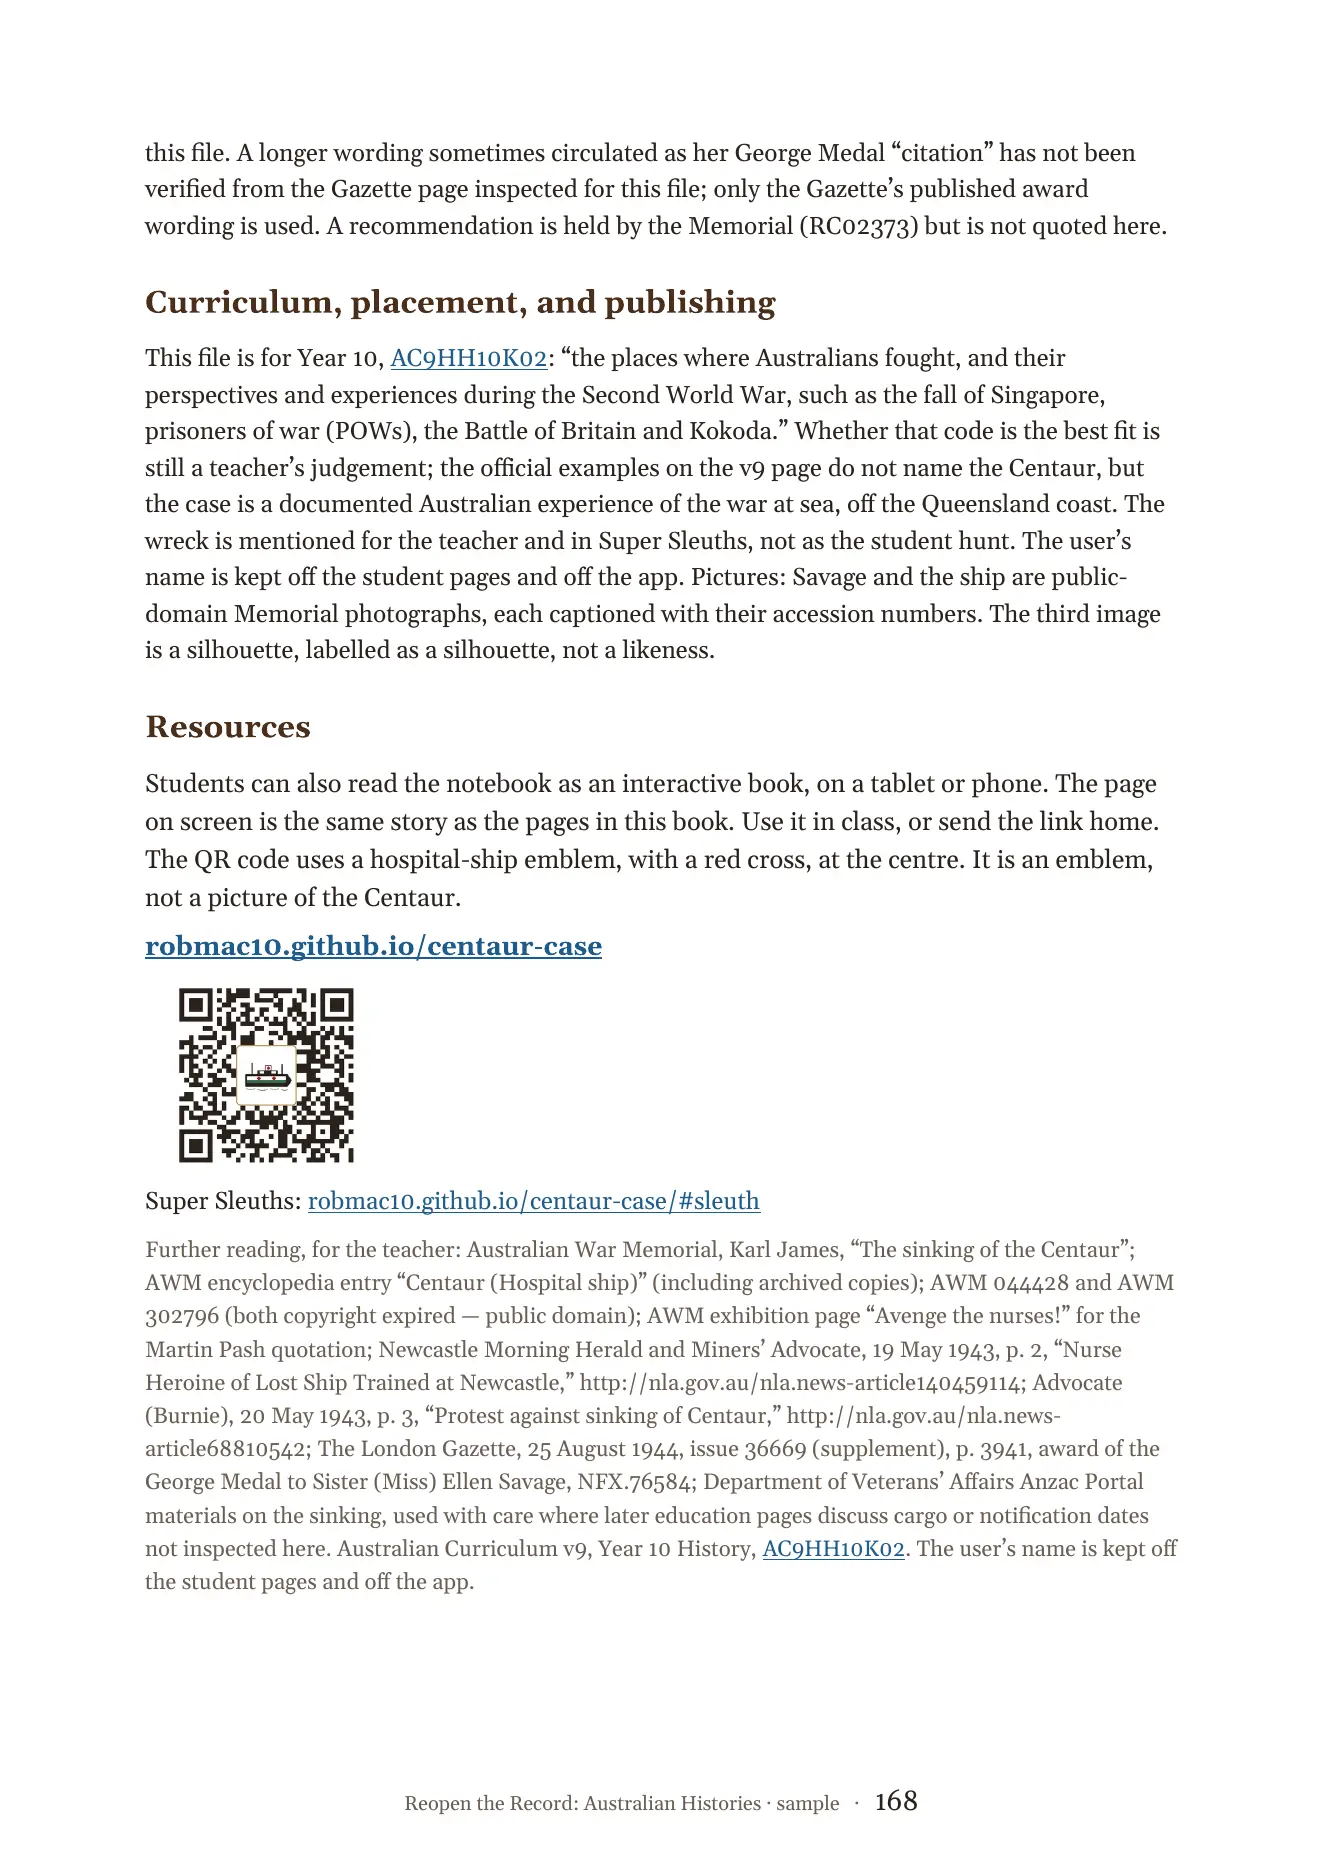 this file. A longer wording sometimes circulated as her George Medal “citation” has not been
verified from the Gazette page inspected for this file; only the Gazette’s published award
wording is used. A recommendation is held by the Memorial (RC02373) but is not quoted here.
Curriculum, placement, and publishing
This file is for Year 10, AC9HH10K02: “the places where Australians fought, and their
perspectives and experiences during the Second World War, such as the fall of Singapore,
prisoners of war (POWs), the Battle of Britain and Kokoda.” Whether that code is the best fit is
still a teacher’s judgement; the official examples on the v9 page do not name the Centaur, but
the case is a documented Australian experience of the war at sea, off the Queensland coast. The
wreck is mentioned for the teacher and in Super Sleuths, not as the student hunt. The user’s
name is kept off the student pages and off the app. Pictures: Savage and the ship are public-
domain Memorial photographs, each captioned with their accession numbers. The third image
is a silhouette, labelled as a silhouette, not a likeness.
Resources
Students can also read the notebook as an interactive book, on a tablet or phone. The page
on screen is the same story as the pages in this book. Use it in class, or send the link home.
The QR code uses a hospital-ship emblem, with a red cross, at the centre. It is an emblem,
not a picture of the Centaur.
robmac10.github.io/centaur-case
Super Sleuths: robmac10.github.io/centaur-case/#sleuth
Further reading, for the teacher: Australian War Memorial, Karl James, “The sinking of the Centaur”;
AWM encyclopedia entry “Centaur (Hospital ship)” (including archived copies); AWM 044428 and AWM
302796 (both copyright expired — public domain); AWM exhibition page “Avenge the nurses!” for the
Martin Pash quotation; Newcastle Morning Herald and Miners’ Advocate, 19 May 1943, p. 2, “Nurse
Heroine of Lost Ship Trained at Newcastle,” http://nla.gov.au/nla.news-article140459114; Advocate
(Burnie), 20 May 1943, p. 3, “Protest against sinking of Centaur,” http://nla.gov.au/nla.news-
article68810542; The London Gazette, 25 August 1944, issue 36669 (supplement), p. 3941, award of the
George Medal to Sister (Miss) Ellen Savage, NFX.76584; Department of Veterans’ Affairs Anzac Portal
materials on the sinking, used with care where later education pages discuss cargo or notification dates
not inspected here. Australian Curriculum v9, Year 10 History, AC9HH10K02. The user’s name is kept off
the student pages and off the app.
Reopen the Record: Australian Histories · sample · 168